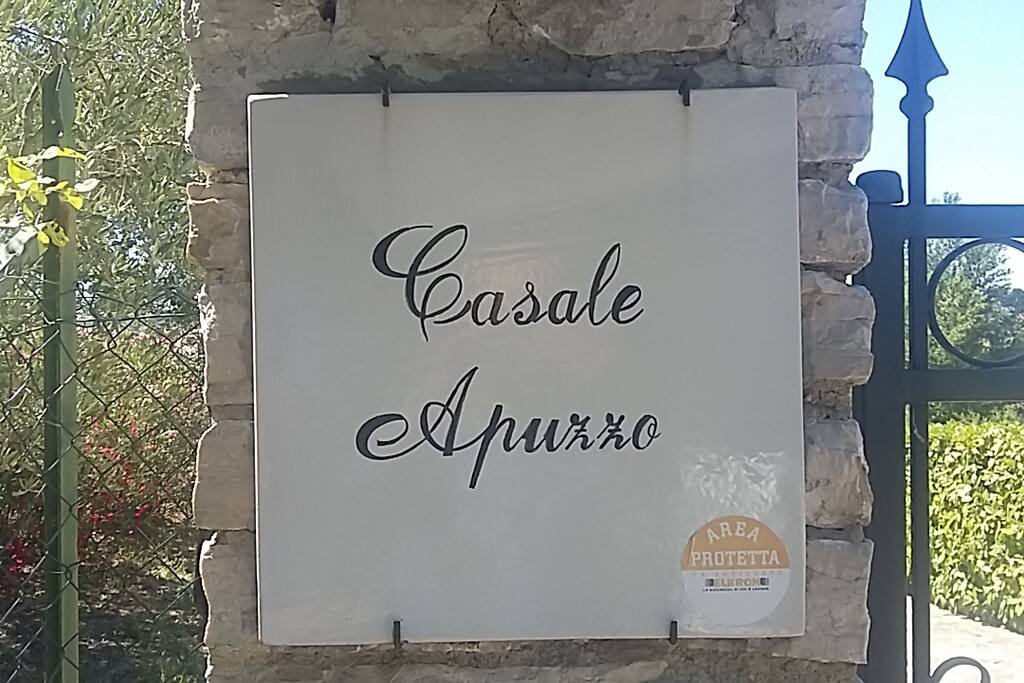 Casale
Apuzzo
AREA
PROTETTA
ELKRON